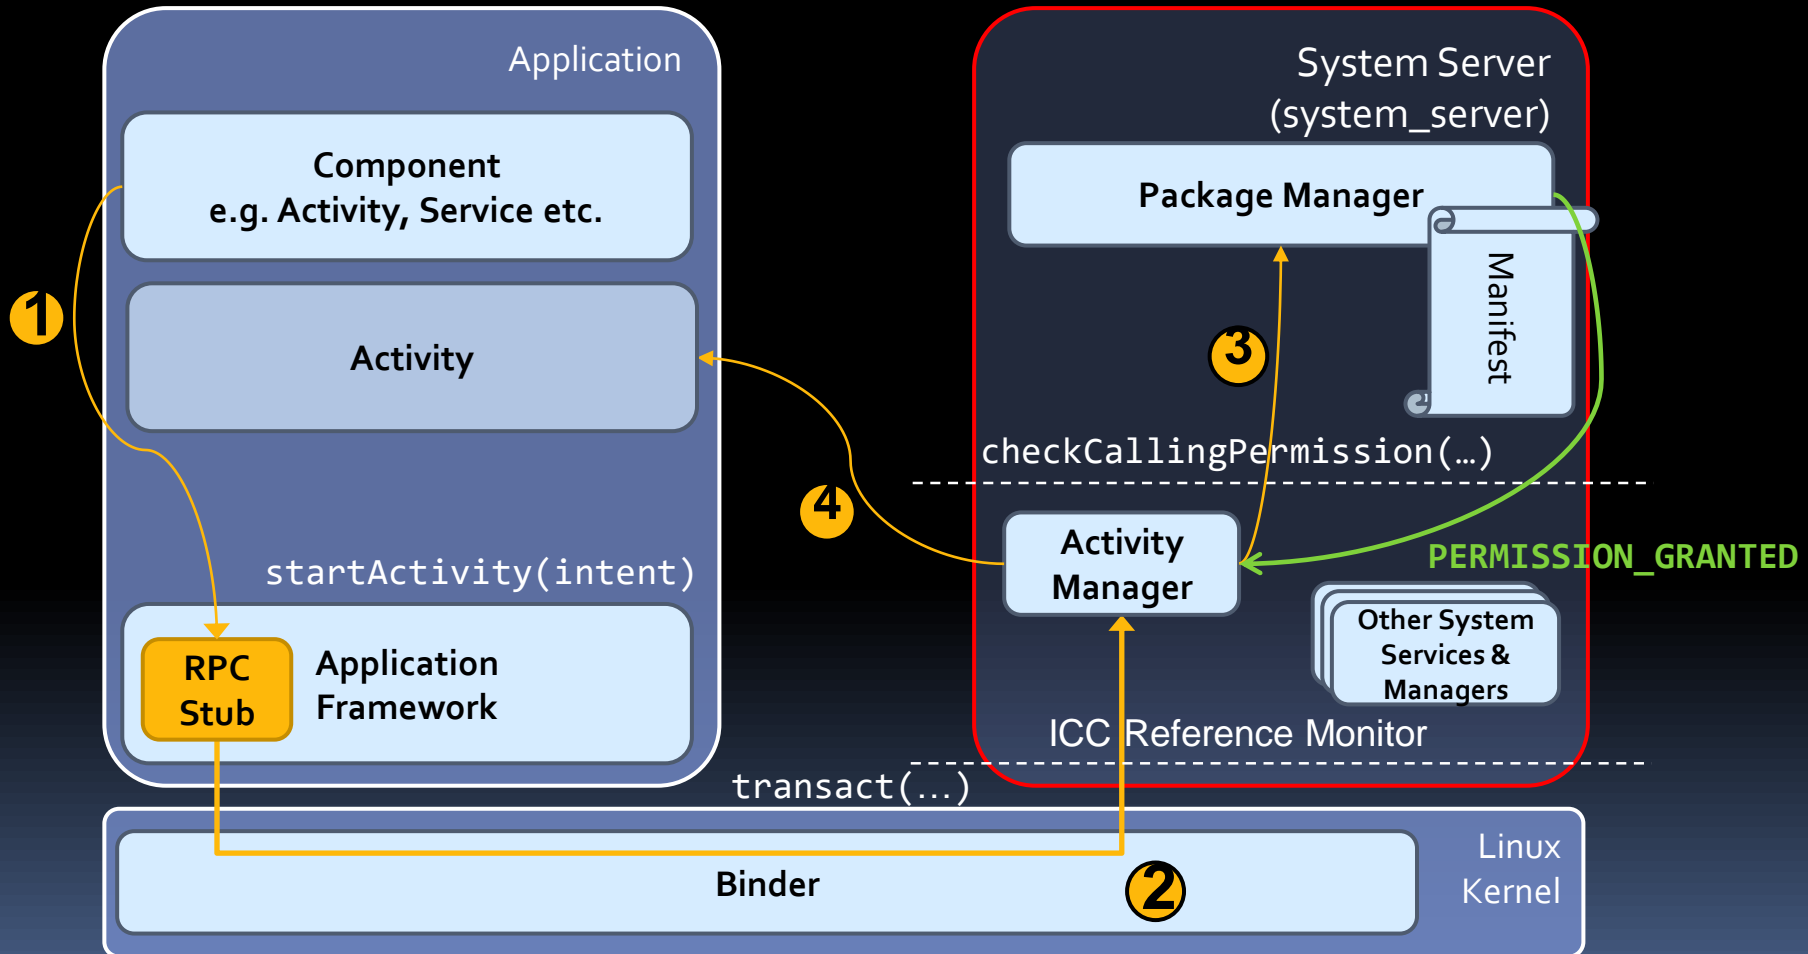 Application
Component
e.g. Activity, Service etc.
1
Activity
startActivity(intent)
RPC
Stub
Application
Framework
4
System Server
(system_server)
Package Manager
Manifest
3
checkCallingPermission(…)
Activity
Manager
PERMISSION_GRANTED
Other System
Services &
Managers
ICC Reference Monitor
transact(…)
Binder
2
Linux
Kernel